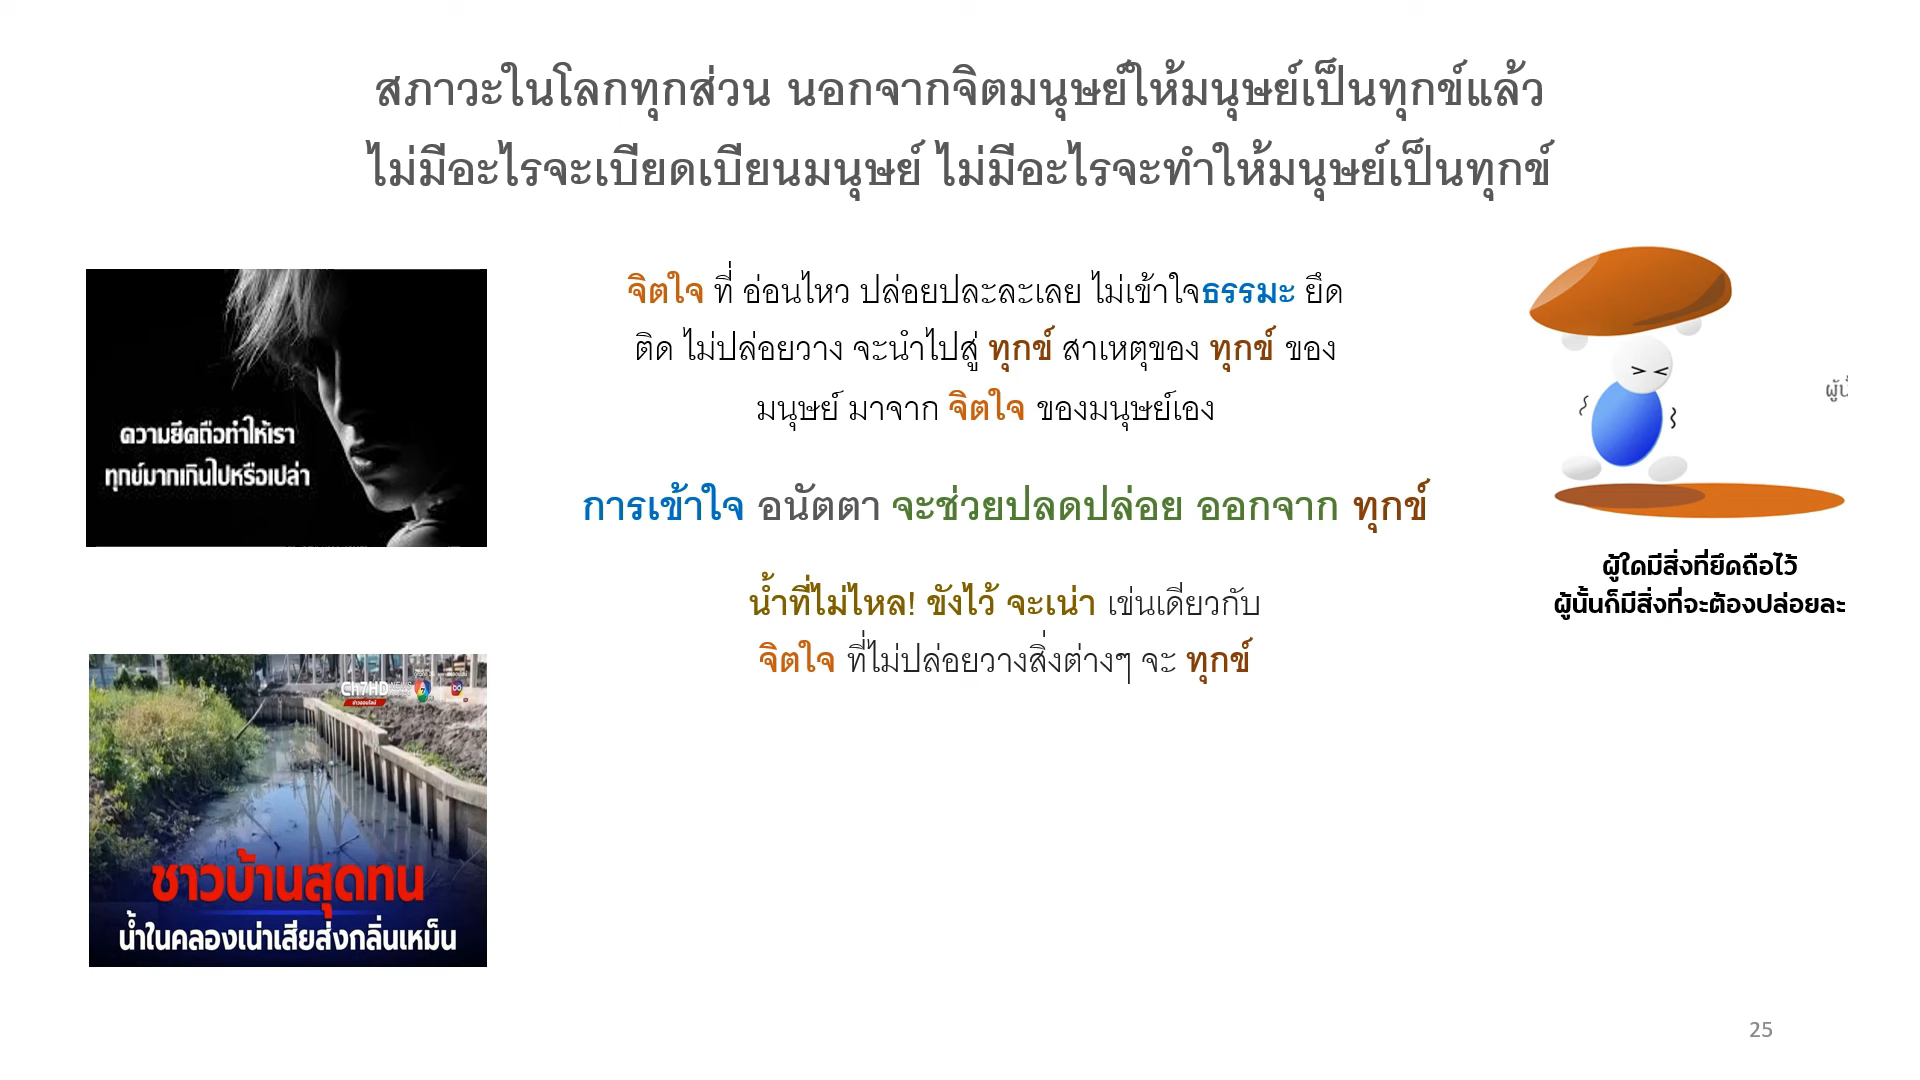 สภาวะในโลกทุกส่วน นอกจากจิตมนุษย์ให้มนุษย์เป็นทุกข์แล้ว
ไม่มีอะไรจะเบียดเบียนมนุษย์ ไม่มีอะไรจะทำให้มนุษย์เป็นทุกข์
ความยึดถือทำให้เรา
ทุกข์มากเกินไปหรือเปล่า
จิตใจ ที่ อ่อนไหว ปล่อยปละละเลย ไม่เข้าใจธรรมะ ยึด
ติด ไม่ปล่อยวาง จะนำไปสู่ ทุกข์ สาเหตุของ ทุกข์ ของ
มนุษย์ มาจาก จิตใจ ของมนุษย์เอง
การเข้าใจ อนัตตา จะช่วยปลดปล่อย ออกจาก ทุกข์
น้ำที่ไม่ไหล! ขังไว้ จะเน่า เช่นเดียวกับ
จิตใจ ที่ไม่ปล่อยวางสิ่งต่างๆ จะ ทุกข์
ผู้ใดมีสิ่งที่ยึดถือไว้
ผู้นั้นก็มีสิ่งที่จะต้องปล่อยละ
Ch7HD NEWS
ข่าวออนไลน์
ชาวบ้านสุดทน
น้ำในคลองเน่าเสียส่งกลิ่นเหม็น
25